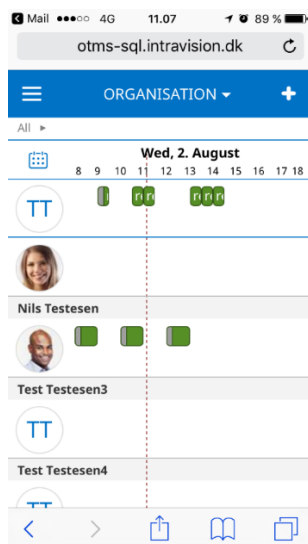 Mail 4G 11.07 89 %
otms-sql.intravision.dk
ORGANISATION
All
Wed, 2. August
8 9 10 11 12 13 14 15 16 17 18
TT
Nils Testesen
Test Testesen3
TT
Test Testesen4